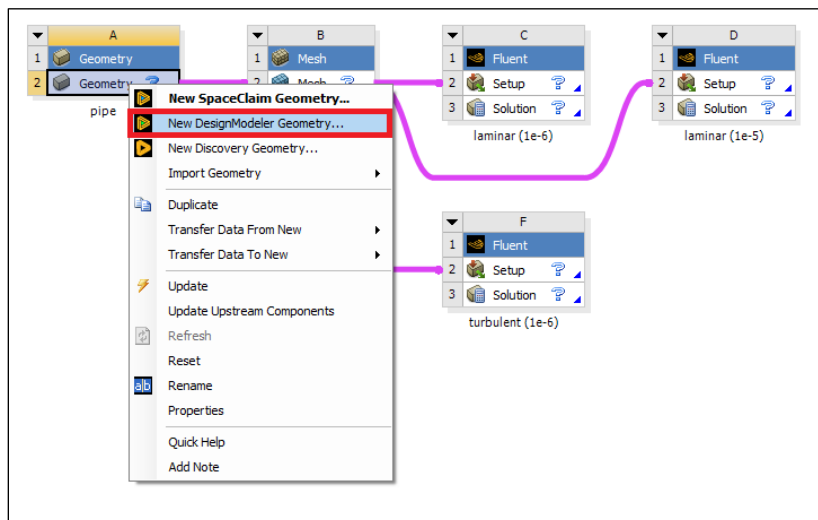 A
1 Geometry
2 Geometry ?
pipe
B
1 Mesh
2 Mesh ?
C
1 Fluent
2 Setup ?
3 Solution ?
laminar (1e-6)
D
1 Fluent
2 Setup ?
3 Solution ?
laminar (1e-5)
New SpaceClaim Geometry...
New DesignModeler Geometry...
New Discovery Geometry...
Import Geometry
Duplicate
Transfer Data From New
Transfer Data To New
Update
Update Upstream Components
Refresh
Reset
a|b Rename
Properties
Quick Help
Add Note
F
1 Fluent
2 Setup ?
3 Solution ?
turbulent (1e-6)